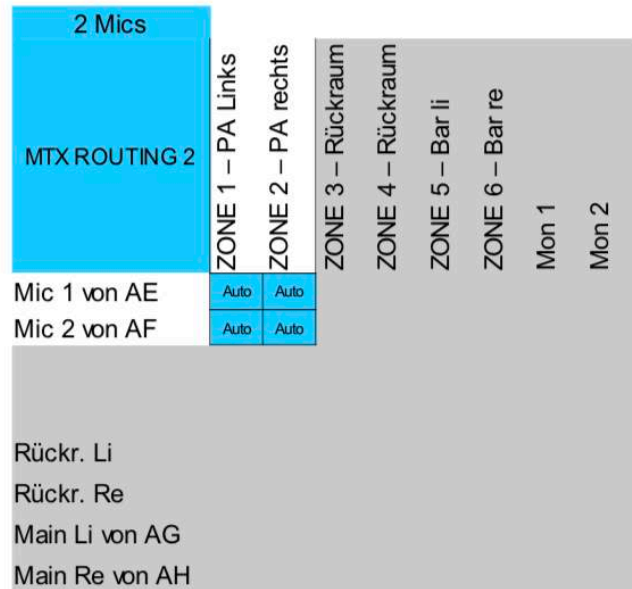 2 Mics
MTX ROUTING 2
ZONE 1 – PA Links
ZONE 2 – PA rechts
ZONE 3 – Rückraum
ZONE 4 – Rückraum
ZONE 5 – Bar li
ZONE 6 – Bar re
Mon 1
Mon 2
Mic 1 von AE Auto Auto
Mic 2 von AF Auto Auto
Rückr. Li
Rückr. Re
Main Li von AG
Main Re von AH